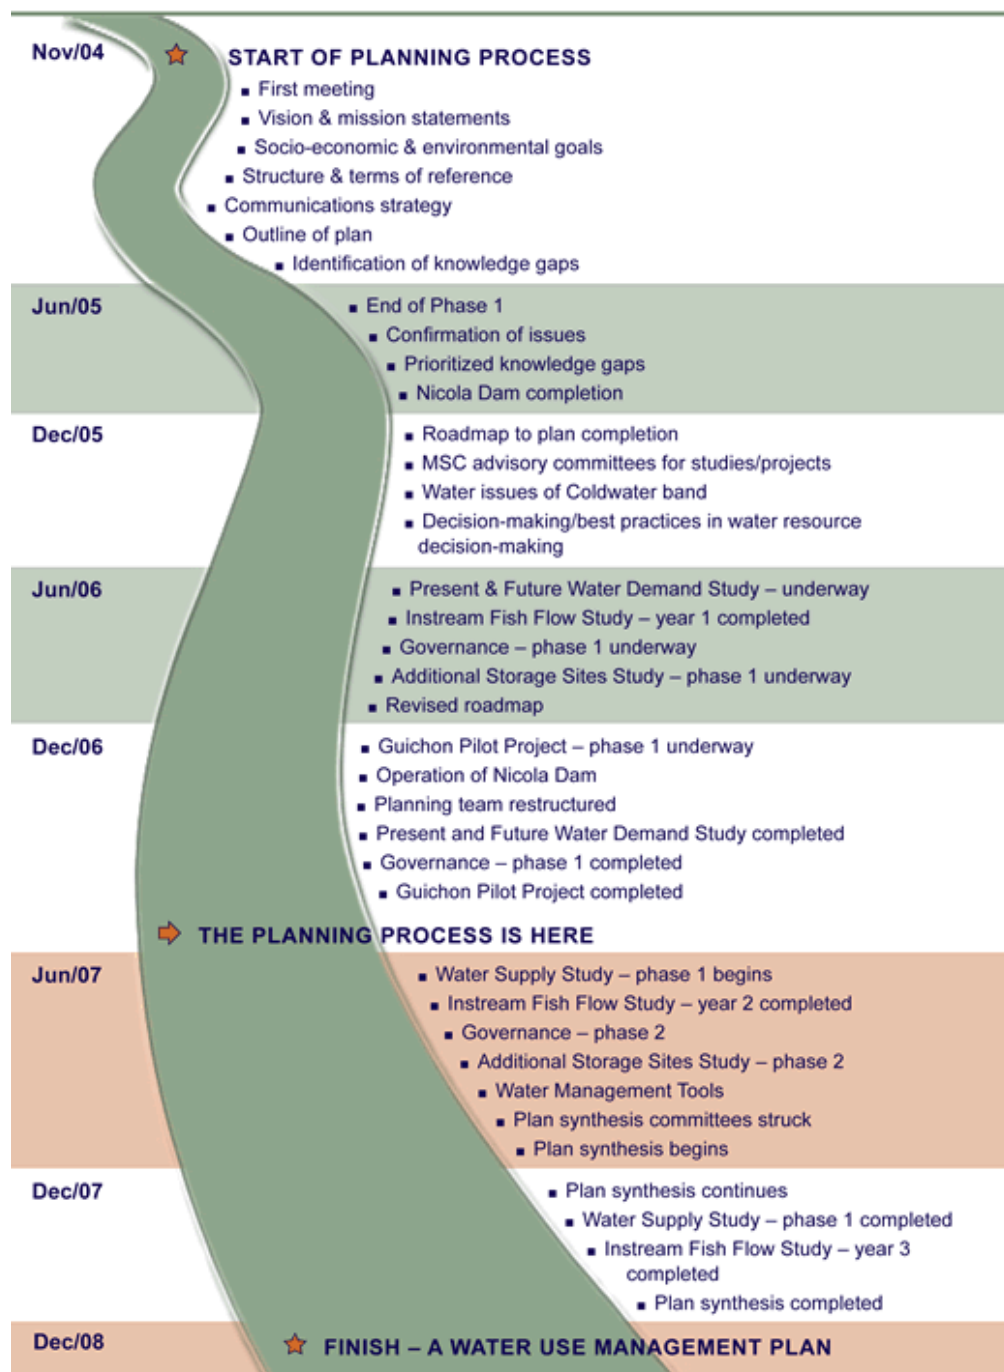 Nov/04
START OF PLANNING PROCESS
▪ First meeting
▪ Vision & mission statements
▪ Socio-economic & environmental goals
▪ Structure & terms of reference
▪ Communications strategy
▪ Outline of plan
▪ Identification of knowledge gaps
Jun/05
▪ End of Phase 1
▪ Confirmation of issues
▪ Prioritized knowledge gaps
▪ Nicola Dam completion
Dec/05
▪ Roadmap to plan completion
▪ MSC advisory committees for studies/projects
▪ Water issues of Coldwater band
▪ Decision-making/best practices in water resource
decision-making
Jun/06
▪ Present & Future Water Demand Study – underway
▪ Instream Fish Flow Study – year 1 completed
▪ Governance – phase 1 underway
▪ Additional Storage Sites Study – phase 1 underway
▪ Revised roadmap
Dec/06
▪ Guichon Pilot Project – phase 1 underway
▪ Operation of Nicola Dam
▪ Planning team restructured
▪ Present and Future Water Demand Study completed
▪ Governance – phase 1 completed
▪ Guichon Pilot Project completed
THE PLANNING PROCESS IS HERE
Jun/07
▪ Water Supply Study – phase 1 begins
▪ Instream Fish Flow Study – year 2 completed
▪ Governance – phase 2
▪ Additional Storage Sites Study – phase 2
▪ Water Management Tools
▪ Plan synthesis committees struck
▪ Plan synthesis begins
Dec/07
▪ Plan synthesis continues
▪ Water Supply Study – phase 1 completed
▪ Instream Fish Flow Study – year 3
completed
▪ Plan synthesis completed
Dec/08
FINISH – A WATER USE MANAGEMENT PLAN